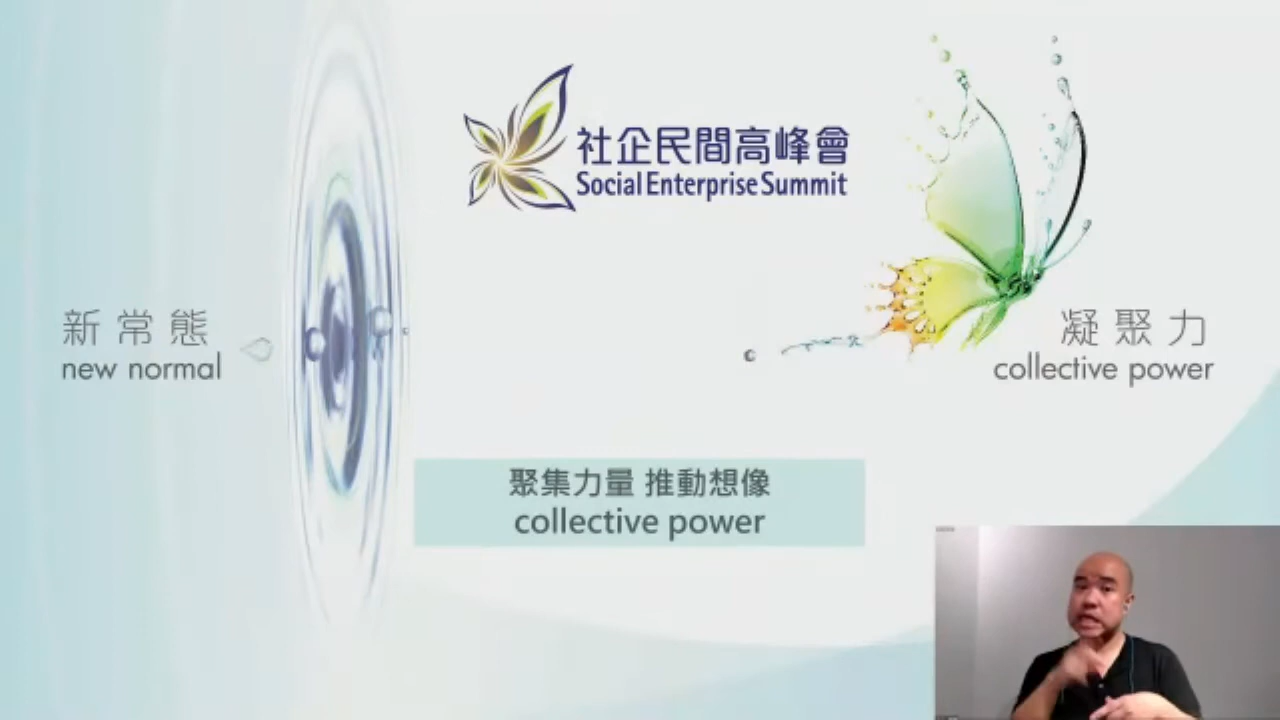 社企民間高峰會
Social Enterprise Summit
新常態
new normal
凝聚力
collective power
聚集力量 推動想像
collective power